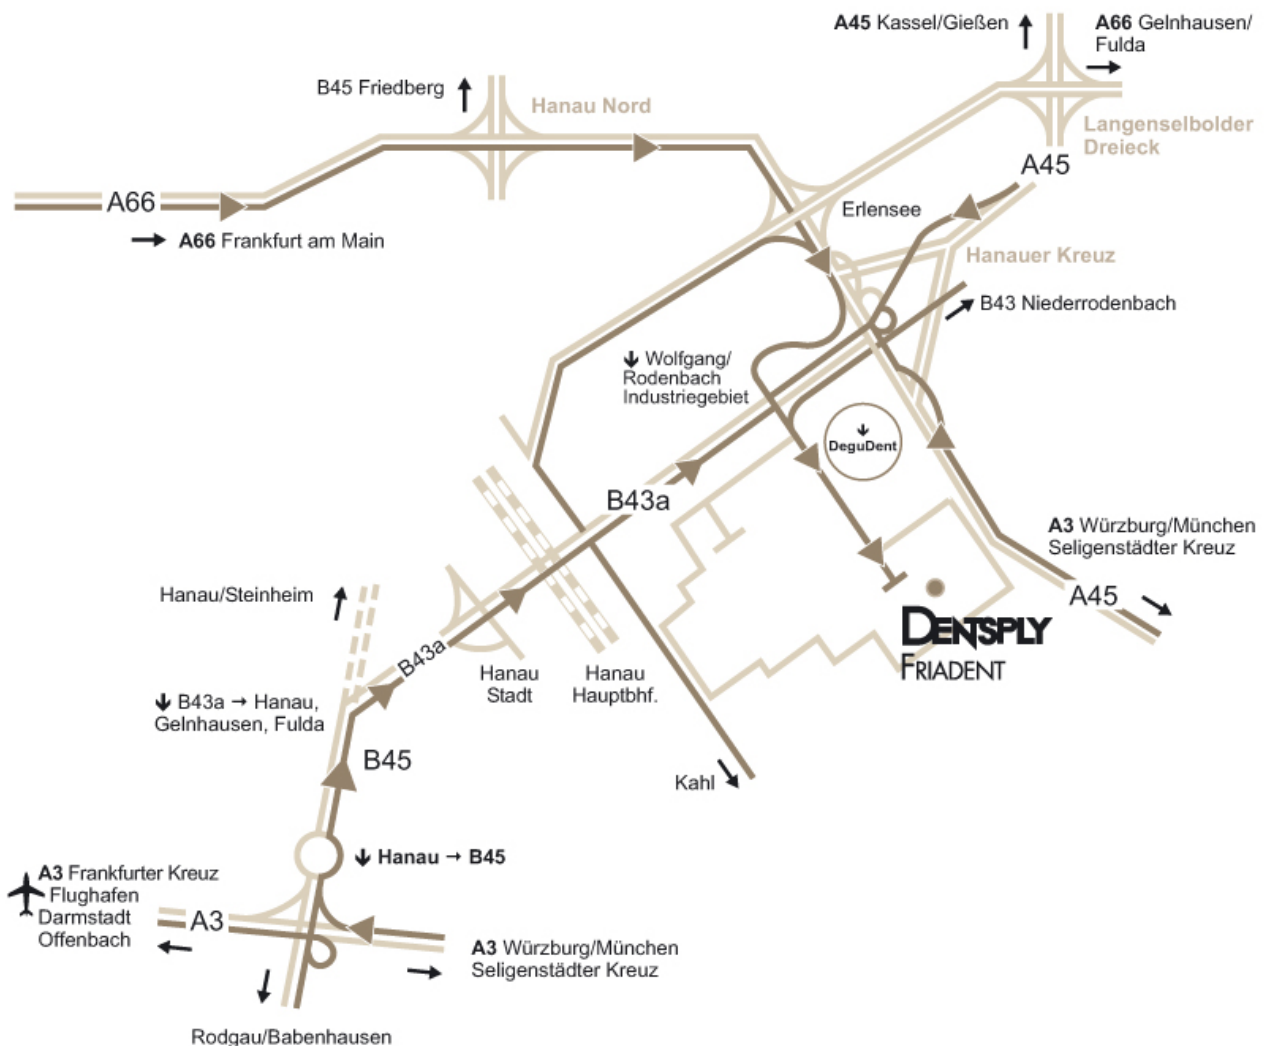 A45 Kassel/Gießen
A66 Gelnhausen/
Fulda
B45 Friedberg
Hanau Nord
Langenselbolder
Dreieck
A45
A66
Erlensee
A66 Frankfurt am Main
Hanauer Kreuz
B43 Niederrodenbach
Wolfgang/
Rodenbach
Industriegebiet
DeguDent
B43a
A3 Würzburg/München
Seligenstädter Kreuz
A45
Hanau/Steinheim
DENTSPLY
FRIADENT
B43a
Hanau
Stadt
Hanau
Hauptbhf.
B43a → Hanau,
Gelnhausen, Fulda
B45
Kahl
Hanau → B45
A3 Frankfurter Kreuz
Flughafen
Darmstadt
Offenbach
A3
A3 Würzburg/München
Seligenstädter Kreuz
Rodgau/Babenhausen